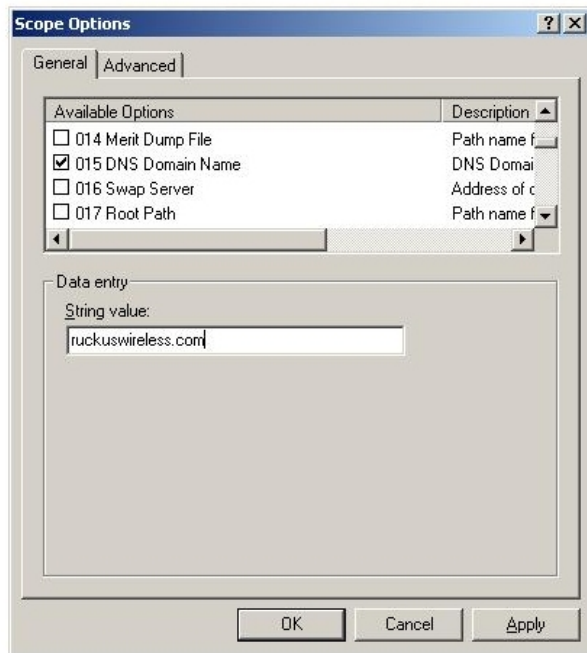 Scope Options
General Advanced
Available Options Description
014 Merit Dump File Path name f
015 DNS Domain Name DNS Domai
016 Swap Server Address of c
017 Root Path Path name f
Data entry
String value:
ruckuswireless.com
OK Cancel Apply